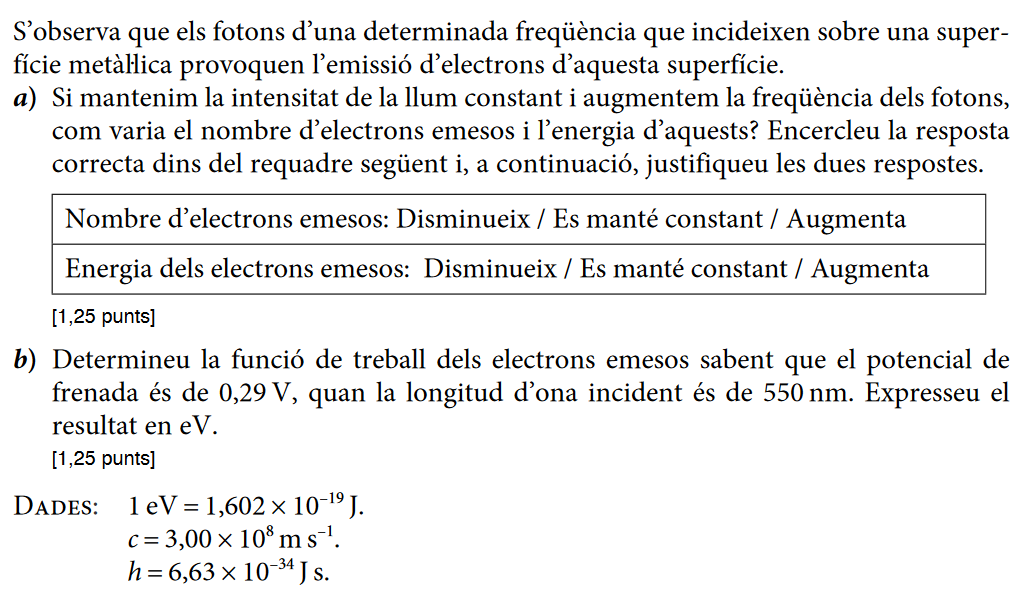 S’observa que els fotons d’una determinada freqüència que incideixen sobre una super-
fície metàŀlica provoquen l’emissió d’electrons d’aquesta superfície.
a) Si mantenim la intensitat de la llum constant i augmentem la freqüència dels fotons,
com varia el nombre d’electrons emesos i l’energia d’aquests? Encercleu la resposta
correcta dins del requadre següent i, a continuació, justifiqueu les dues respostes.
Nombre d’electrons emesos: Disminueix / Es manté constant / Augmenta
Energia dels electrons emesos: Disminueix / Es manté constant / Augmenta
[1,25 punts]
b) Determineu la funció de treball dels electrons emesos sabent que el potencial de
frenada és de 0,29 V, quan la longitud d’ona incident és de 550 nm. Expresseu el
resultat en eV.
[1,25 punts]
DADES: 1 eV = 1,602 × 10⁻¹⁹ J.
c = 3,00 × 10⁸ m s⁻¹.
h = 6,63 × 10⁻³⁴ J s.